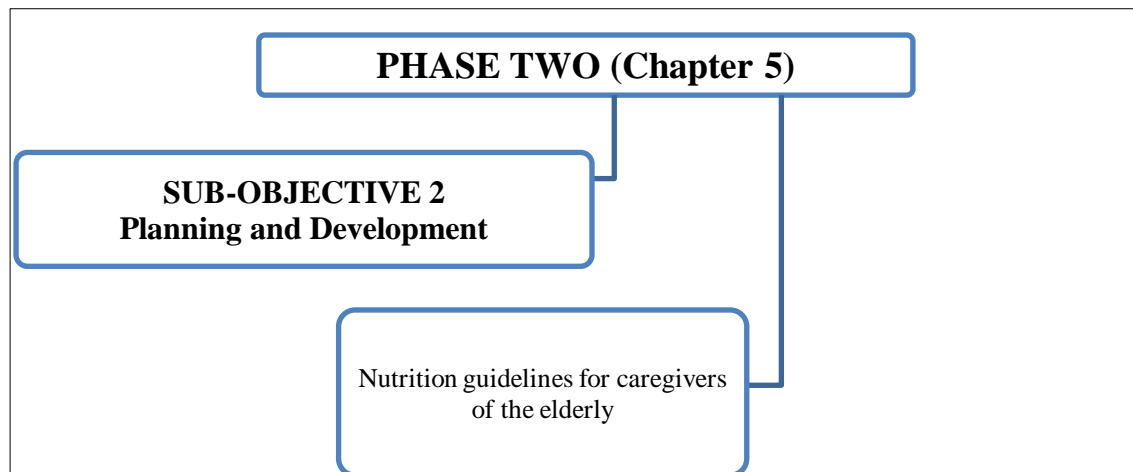 PHASE TWO (Chapter 5)
SUB-OBJECTIVE 2
Planning and Development
Nutrition guidelines for caregivers
of the elderly